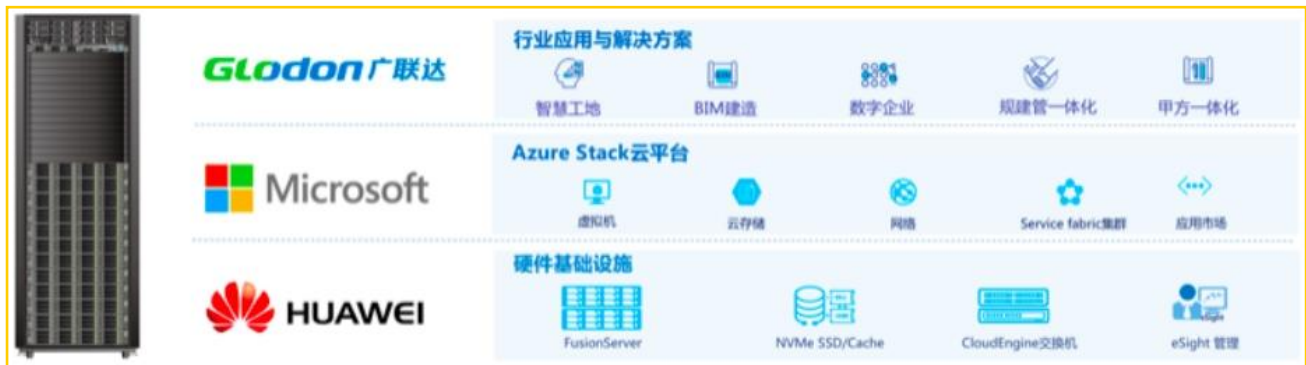 GLodon广联达
行业应用与解决方案
智慧工地 BIM建造 数字企业 规建管一体化 甲方一体化
Microsoft
Azure Stack云平台
虚拟机 云存储 网络 Service fabric集群 应用市场
HUAWEI
硬件基础设施
eSight
FusionServer NVMe SSD/Cache CloudEngine交换机 eSight 管理